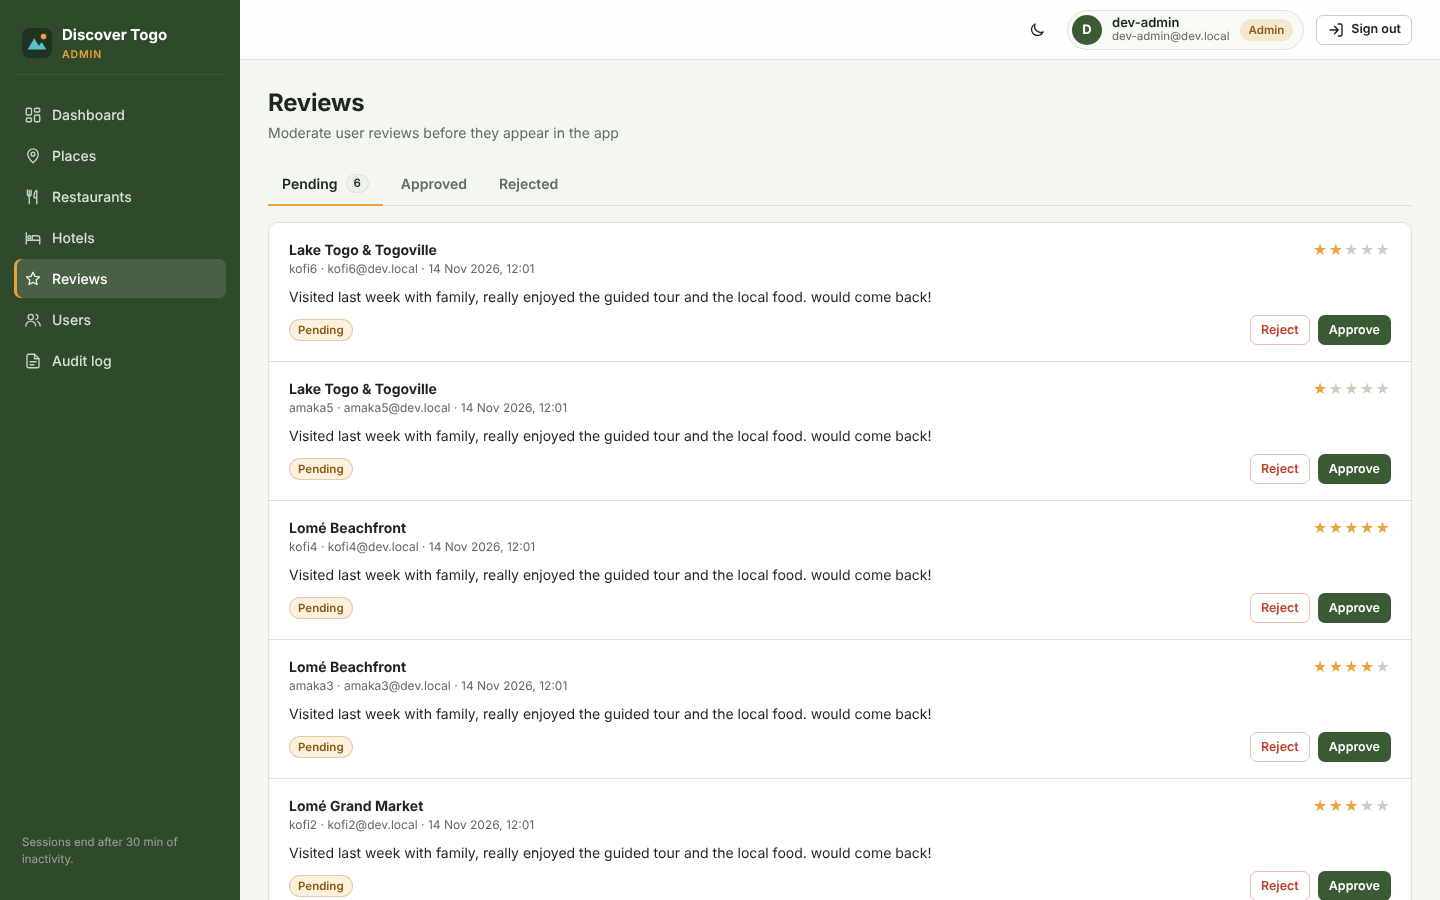 Discover Togo
ADMIN
Dashboard
Places
Restaurants
Hotels
Reviews
Users
Audit log
Sessions end after 30 min of
inactivity.
D
dev-admin
dev-admin@dev.local
Admin
Sign out
Reviews
Moderate user reviews before they appear in the app
Pending 6 Approved Rejected
Lake Togo & Togoville
kofi6 · kofi6@dev.local · 14 Nov 2026, 12:01
Visited last week with family, really enjoyed the guided tour and the local food. would come back!
Pending Reject Approve
Lake Togo & Togoville
amaka5 · amaka5@dev.local · 14 Nov 2026, 12:01
Visited last week with family, really enjoyed the guided tour and the local food. would come back!
Pending Reject Approve
Lomé Beachfront
kofi4 · kofi4@dev.local · 14 Nov 2026, 12:01
Visited last week with family, really enjoyed the guided tour and the local food. would come back!
Pending Reject Approve
Lomé Beachfront
amaka3 · amaka3@dev.local · 14 Nov 2026, 12:01
Visited last week with family, really enjoyed the guided tour and the local food. would come back!
Pending Reject Approve
Lomé Grand Market
kofi2 · kofi2@dev.local · 14 Nov 2026, 12:01
Visited last week with family, really enjoyed the guided tour and the local food. would come back!
Pending Reject Approve